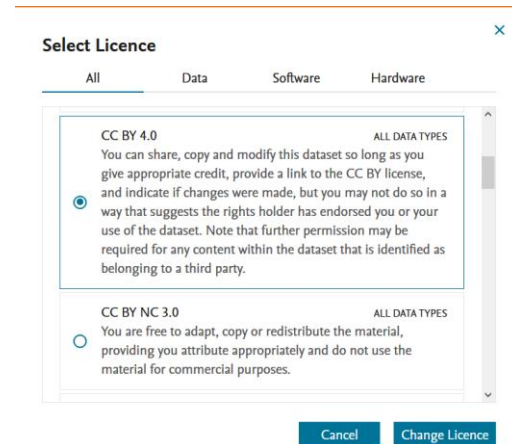 Select Licence
All Data Software Hardware
CC BY 4.0 ALL DATA TYPES
You can share, copy and modify this dataset so long as you
give appropriate credit, provide a link to the CC BY license,
and indicate if changes were made, but you may not do so in a
way that suggests the rights holder has endorsed you or your
use of the dataset. Note that further permission may be
required for any content within the dataset that is identified as
belonging to a third party.
CC BY NC 3.0 ALL DATA TYPES
You are free to adapt, copy or redistribute the material,
providing you attribute appropriately and do not use the
material for commercial purposes.
Cancel Change Licence